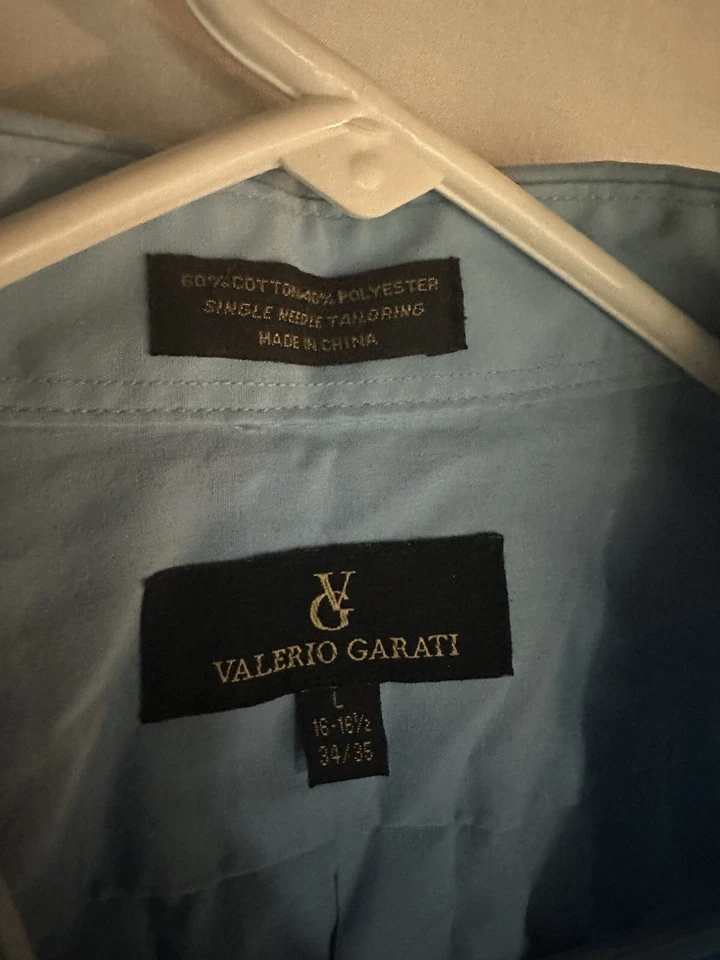 60% COTTON 40% POLYESTER
SINGLE NEEDLE TAILORING
MADE IN CHINA
VG
VALERIO GARATI
L
16-16½
34/35